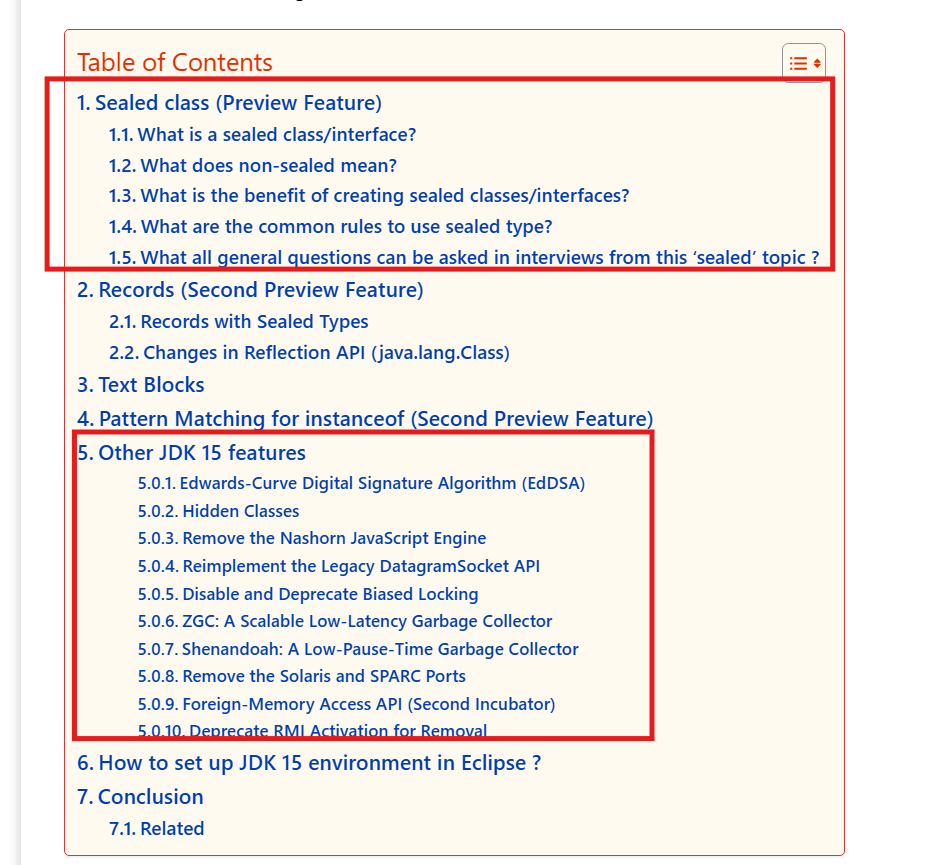 Table of Contents
1. Sealed class (Preview Feature)
1.1. What is a sealed class/interface?
1.2. What does non-sealed mean?
1.3. What is the benefit of creating sealed classes/interfaces?
1.4. What are the common rules to use sealed type?
1.5. What all general questions can be asked in interviews from this ‘sealed’ topic ?
2. Records (Second Preview Feature)
2.1. Records with Sealed Types
2.2. Changes in Reflection API (java.lang.Class)
3. Text Blocks
4. Pattern Matching for instanceof (Second Preview Feature)
5. Other JDK 15 features
5.0.1. Edwards-Curve Digital Signature Algorithm (EdDSA)
5.0.2. Hidden Classes
5.0.3. Remove the Nashorn JavaScript Engine
5.0.4. Reimplement the Legacy DatagramSocket API
5.0.5. Disable and Deprecate Biased Locking
5.0.6. ZGC: A Scalable Low-Latency Garbage Collector
5.0.7. Shenandoah: A Low-Pause-Time Garbage Collector
5.0.8. Remove the Solaris and SPARC Ports
5.0.9. Foreign-Memory Access API (Second Incubator)
5.0.10. Deprecate RMI Activation for Removal
6. How to set up JDK 15 environment in Eclipse ?
7. Conclusion
7.1. Related